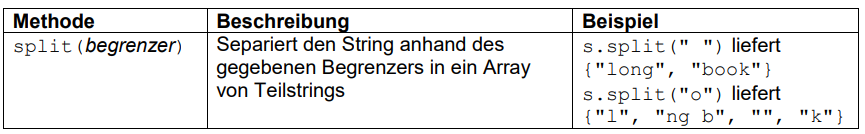 Methode Beschreibung Beispiel
split(begrenzer) Separiert den String anhand des s.split(" ") liefert
gegebenen Begrenzers in ein Array {"long", "book"}
von Teilstrings s.split("o") liefert
{"l", "ng b", "", "k"}